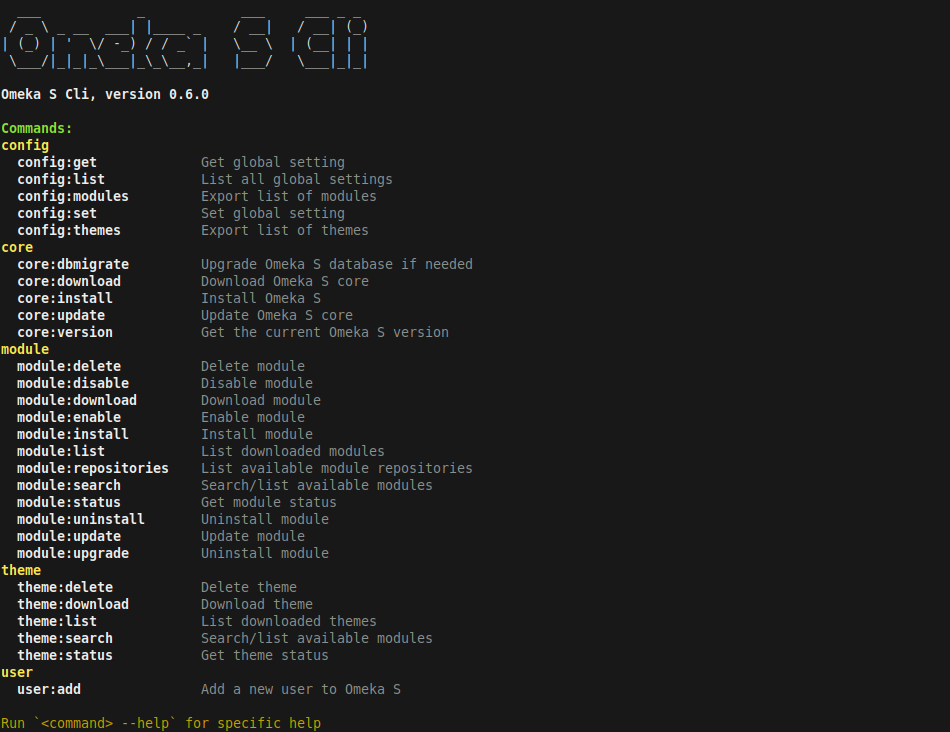 Omeka S Cli
Omeka S Cli, version 0.6.0
Commands:
config
config:get Get global setting
config:list List all global settings
config:modules Export list of modules
config:set Set global setting
config:themes Export list of themes
core
core:dbmigrate Upgrade Omeka S database if needed
core:download Download Omeka S core
core:install Install Omeka S
core:update Update Omeka S core
core:version Get the current Omeka S version
module
module:delete Delete module
module:disable Disable module
module:download Download module
module:enable Enable module
module:install Install module
module:list List downloaded modules
module:repositories List available module repositories
module:search Search/list available modules
module:status Get module status
module:uninstall Uninstall module
module:update Update module
module:upgrade Uninstall module
theme
theme:delete Delete theme
theme:download Download theme
theme:list List downloaded themes
theme:search Search/list available modules
theme:status Get theme status
user
user:add Add a new user to Omeka S
Run `<command> --help` for specific help